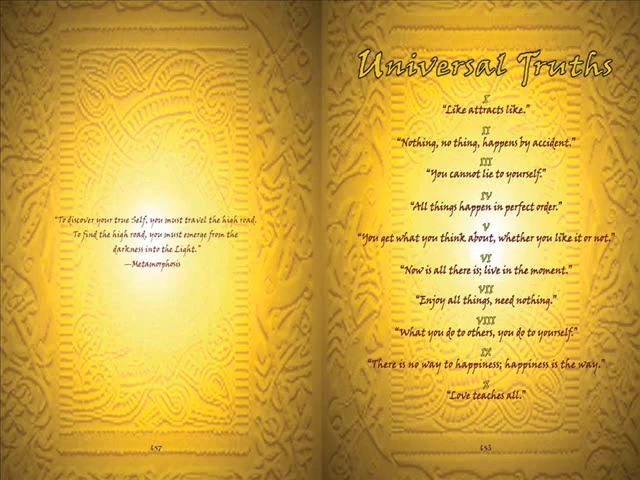 “To discover your true Self, you must travel the high road.
To find the high road, you must emerge from the
darkness into the Light.”
—Metamorphosis
457
Universal Truths
I
“Like attracts like.”
II
“Nothing, no thing, happens by accident.”
III
“You cannot lie to yourself.”
IV
“All things happen in perfect order.”
V
“You get what you think about, whether you like it or not.”
VI
“Now is all there is; live in the moment.”
VII
“Enjoy all things, need nothing.”
VIII
“What you do to others, you do to yourself.”
IX
“There is no way to happiness; happiness is the way.”
X
“Love teaches all.”
458